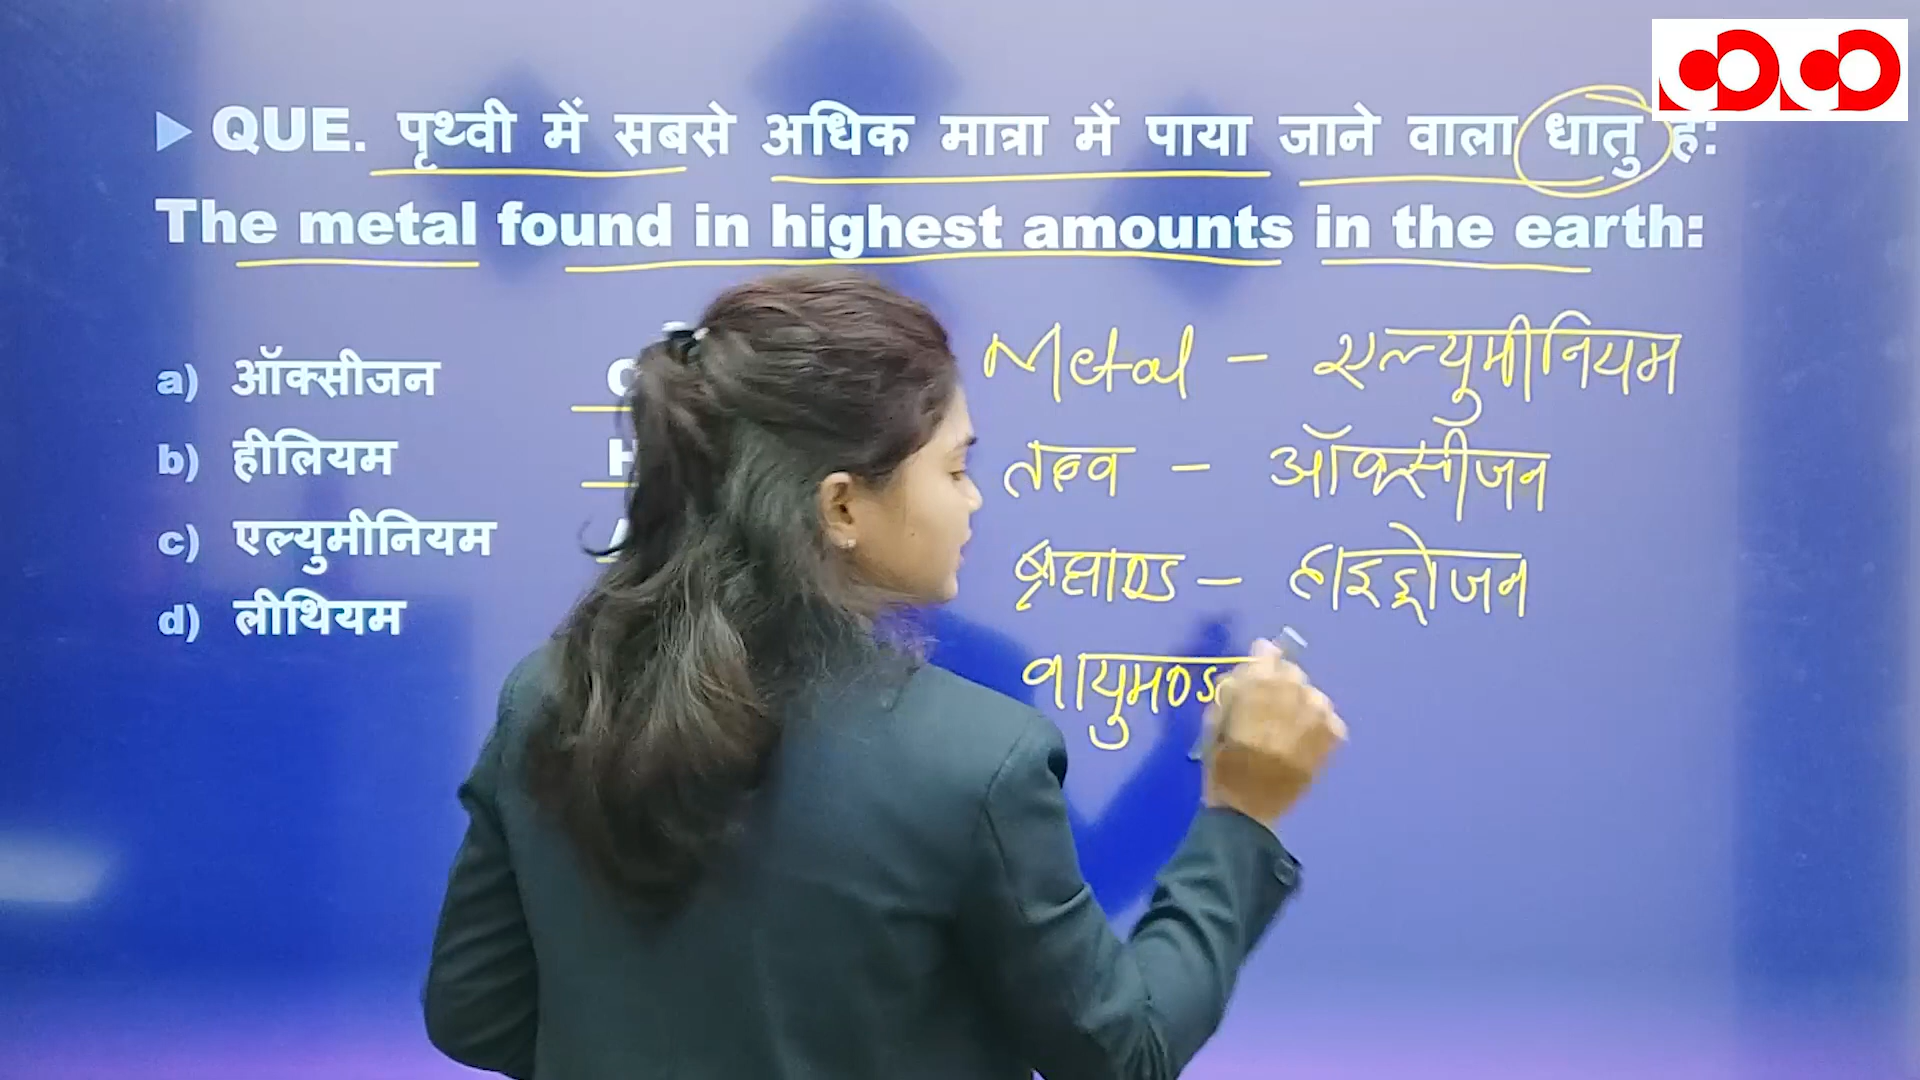 QUE. पृथ्वी में सबसे अधिक मात्रा में पाया जाने वाला धातु है:
The metal found in highest amounts in the earth:
a) ऑक्सीजन
b) हीलियम
c) एल्युमीनियम
d) लीथियम
Metal - एल्युमीनियम
तत्व - ऑक्सीजन
ब्रह्माण्ड - हाइड्रोजन